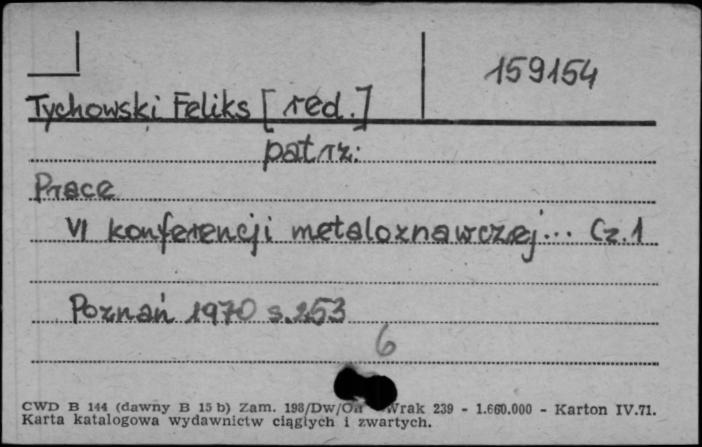 159154
Tychowski Feliks [red.]
patrz:
Prace
VI konferencji metaloznawczej... Cz.1
Poznań 1970 s.253
6
CWD B 144 (dawny B 15 b) Zam. 198/Dw/ Wrak 239 - 1.660.000 - Karton IV.71.
Karta katalogowa wydawnictw ciągłych i zwartych.